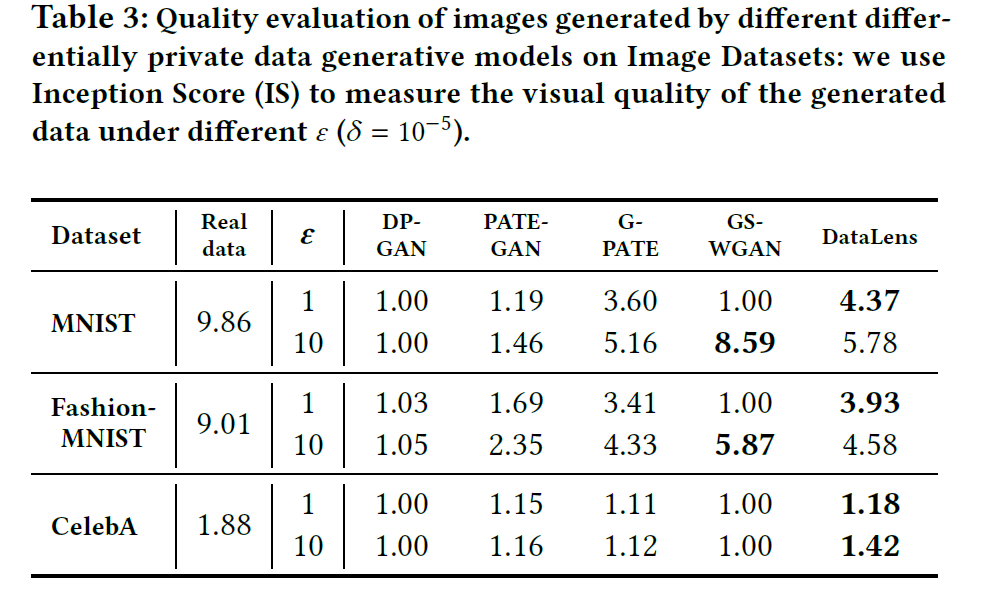 Table 3: Quality evaluation of images generated by different differ-
entially private data generative models on Image Datasets: we use
Inception Score (IS) to measure the visual quality of the generated
data under different ε (δ = 10⁻⁵).
Dataset Real data ε DP-GAN PATE-GAN G-PATE GS-WGAN DataLens
MNIST 9.86 1 1.00 1.19 3.60 1.00 4.37
10 1.00 1.46 5.16 8.59 5.78
Fashion-MNIST 9.01 1 1.03 1.69 3.41 1.00 3.93
10 1.05 2.35 4.33 5.87 4.58
CelebA 1.88 1 1.00 1.15 1.11 1.00 1.18
10 1.00 1.16 1.12 1.00 1.42